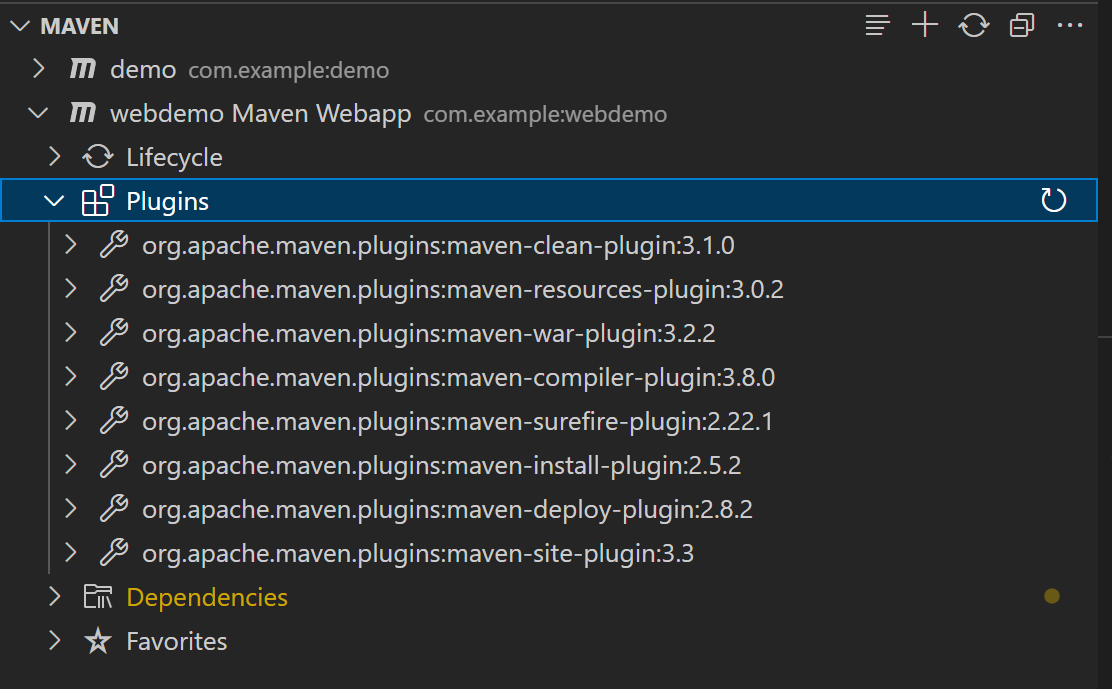 MAVEN
demo com.example:demo
webdemo Maven Webapp com.example:webdemo
Lifecycle
Plugins
org.apache.maven.plugins:maven-clean-plugin:3.1.0
org.apache.maven.plugins:maven-resources-plugin:3.0.2
org.apache.maven.plugins:maven-war-plugin:3.2.2
org.apache.maven.plugins:maven-compiler-plugin:3.8.0
org.apache.maven.plugins:maven-surefire-plugin:2.22.1
org.apache.maven.plugins:maven-install-plugin:2.5.2
org.apache.maven.plugins:maven-deploy-plugin:2.8.2
org.apache.maven.plugins:maven-site-plugin:3.3
Dependencies
Favorites